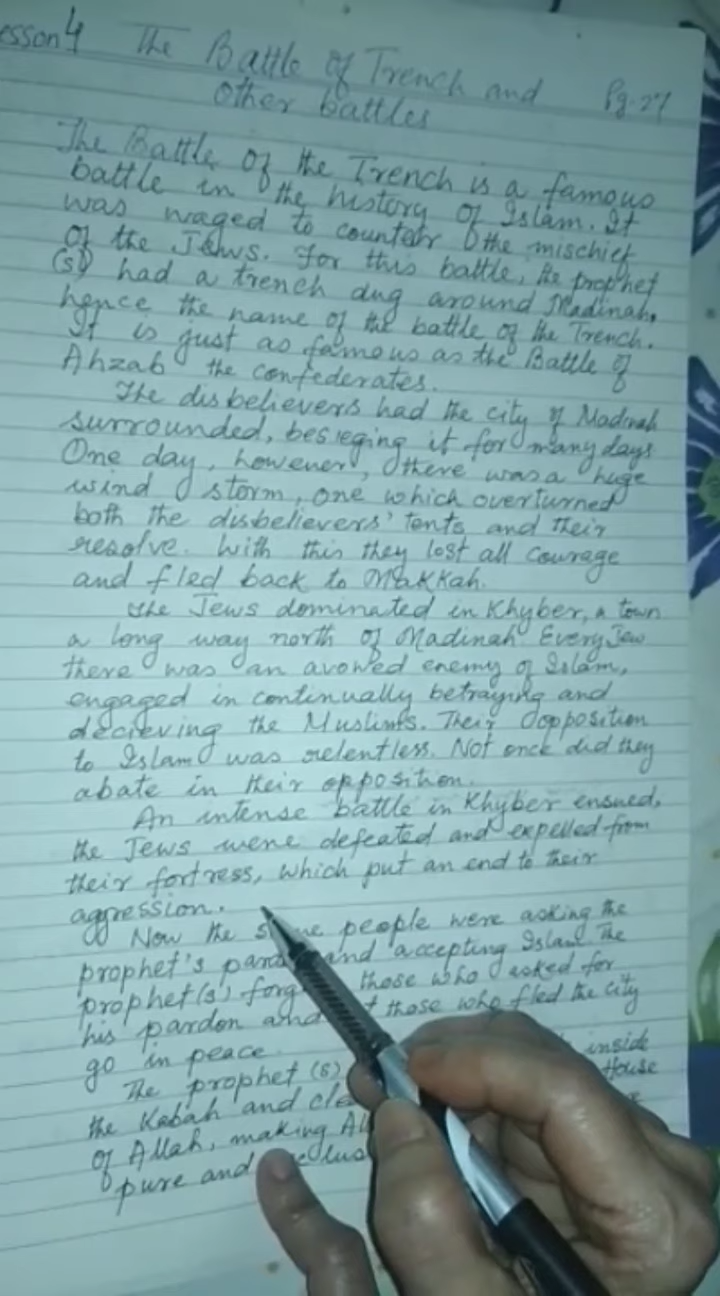 esson 4 The Battle of Trench and Pg. 27
other battles
The Battle of the Trench is a famous
battle in the history of Islam. It
was waged to counter the mischief
of the Jews. For this battle, the prophet
(s) had a trench dug around Madinah,
hence the name of the battle of the Trench.
It is just as famous as the Battle of
Ahzab the confederates.
The disbelievers had the city of Madinah
surrounded, besieging it for many days
One day, however, there was a huge
wind storm, one which overturned
both the disbelievers' tents and their
resolve. With this they lost all courage
and fled back to Makkah.
The Jews dominated in Khyber, a town
a long way north of Madinah. Every Jew
there was an avowed enemy of Islam,
engaged in continually betraying and
decieving the Muslims. Their opposition
to Islam was relentless. Not once did they
abate in their opposition.
An intense battle in Khyber ensued,
the Jews were defeated and expelled from
their fortress, which put an end to their
aggression.
Now the people were asking the
prophet's and accepting Islam. The
prophet(s) those who asked for
his pardon and those who fled the city
go in peace.
The prophet (s) inside
the Kabah and House
of Allah, making
pure and